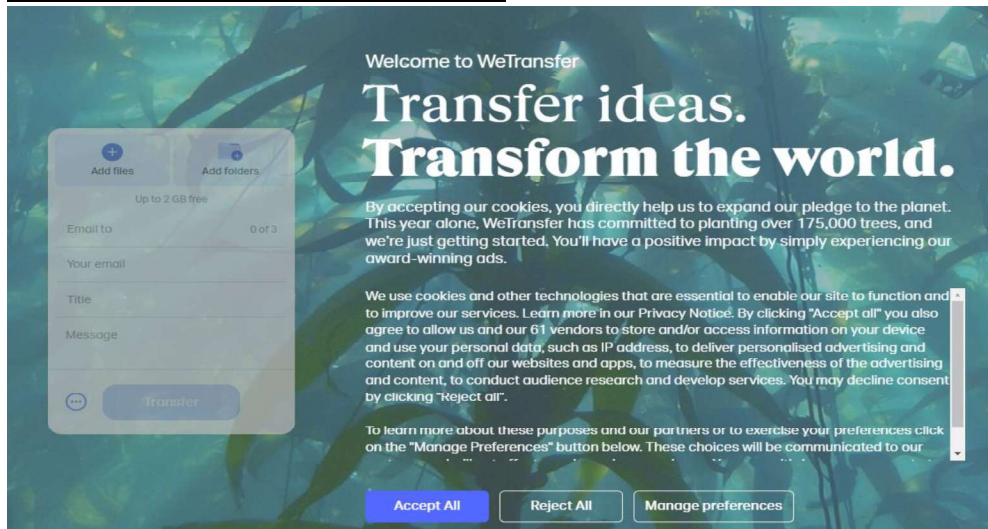 Welcome to WeTransfer
Transfer ideas.
Transform the world.
Add files
Add folders
Up to 2 GB free
Email to
0 of 3
Your email
Title
Message
Transfer
By accepting our cookies, you directly help us to expand our pledge to the planet.
This year alone, WeTransfer has committed to planting over 175,000 trees, and
we're just getting started. You'll have a positive impact by simply experiencing our
award-winning ads.
We use cookies and other technologies that are essential to enable our site to function and
to improve our services. Learn more in our Privacy Notice. By clicking "Accept all" you also
agree to allow us and our 61 vendors to store and/or access information on your device
and use your personal data, such as IP address, to deliver personalised advertising and
content on and off our websites and apps, to measure the effectiveness of the advertising
and content, to conduct audience research and develop services. You may decline consent
by clicking "Reject all".
To learn more about these purposes and our partners or to exercise your preferences click
on the "Manage Preferences" button below. These choices will be communicated to our
Accept All
Reject All
Manage preferences